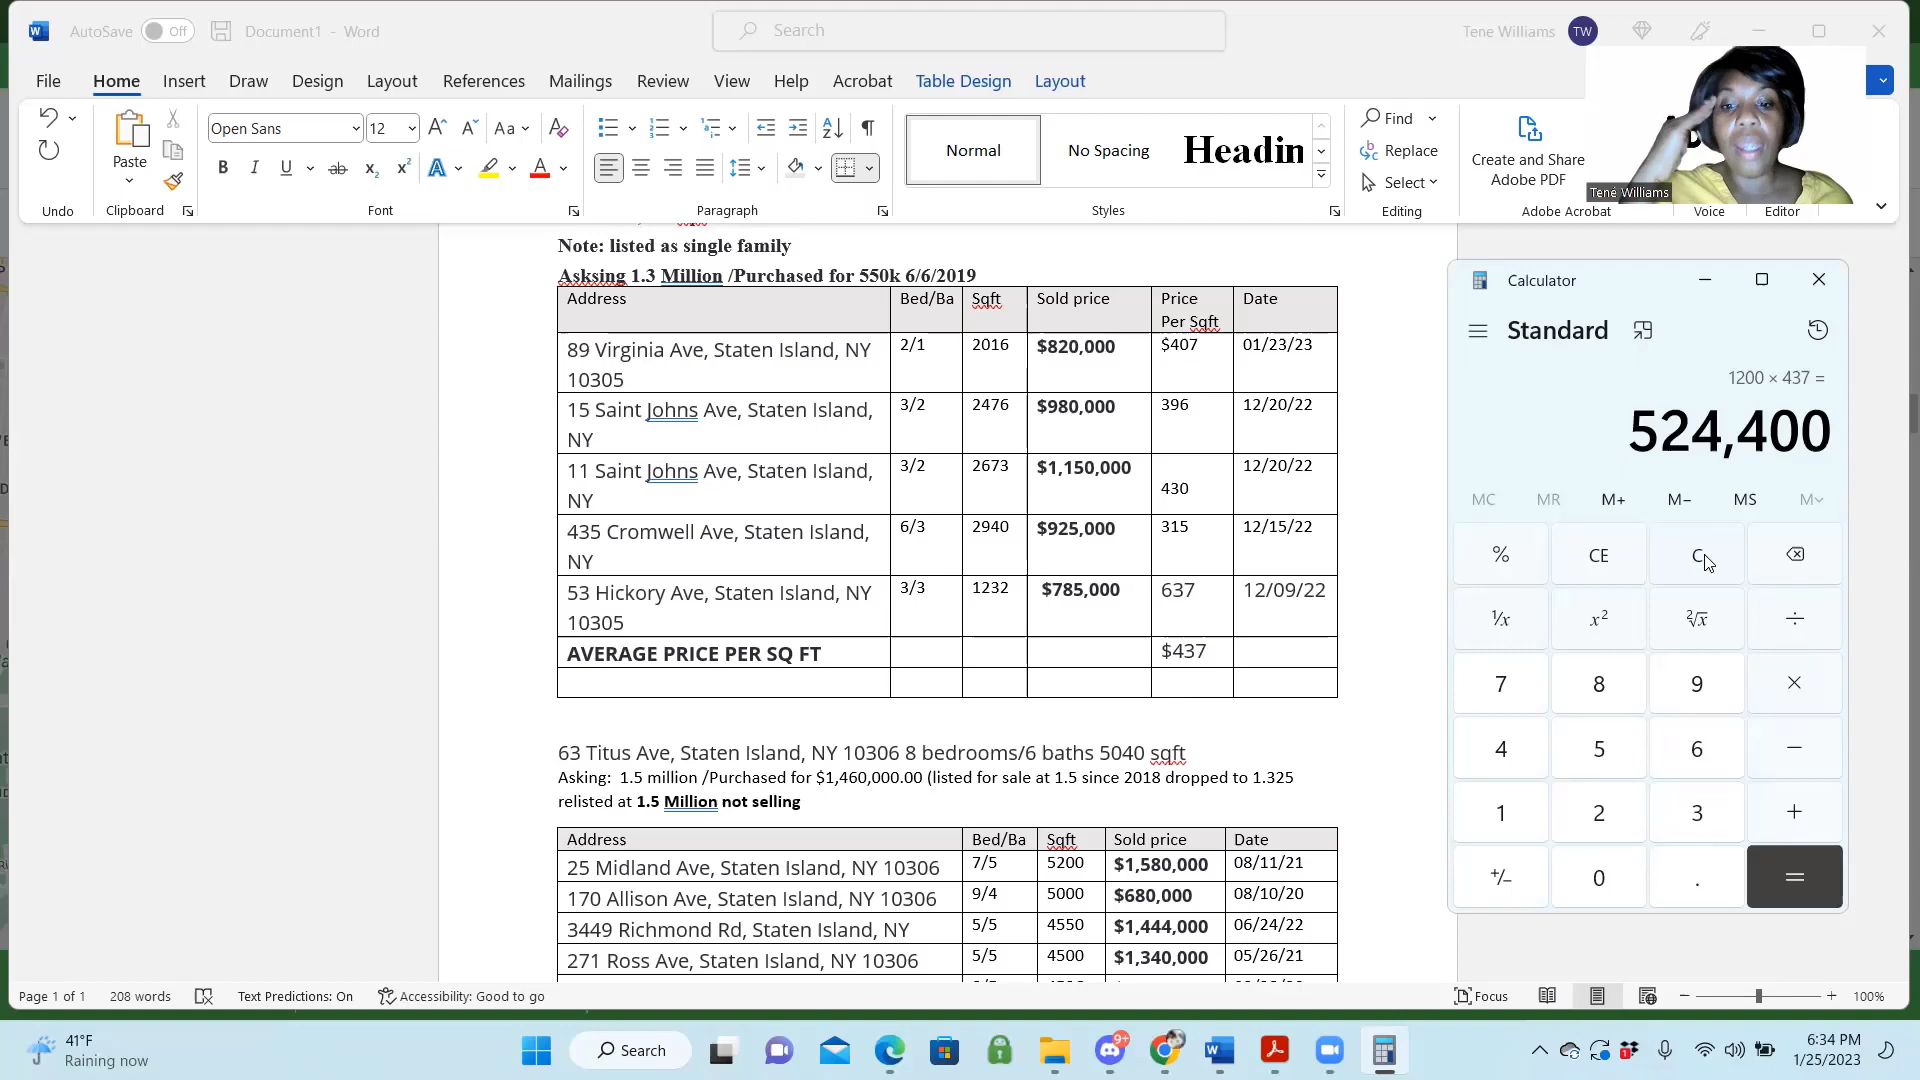 AutoSave Off Document1 - Word Search Tene Williams TW
File Home Insert Draw Design Layout References Mailings Review View Help Acrobat Table Design Layout
Paste Open Sans 12 Aa Normal No Spacing Headin Find Replace Select Create and Share Adobe PDF
B I U ab x₂ x² A A
Tené Williams
Undo Clipboard Font Paragraph Styles Editing Adobe Acrobat Voice Editor
Note: listed as single family
Asksing 1.3 Million /Purchased for 550k 6/6/2019
Address Bed/Ba Sqft Sold price Price Per Sqft Date
89 Virginia Ave, Staten Island, NY 10305 2/1 2016 $820,000 $407 01/23/23
15 Saint Johns Ave, Staten Island, NY 3/2 2476 $980,000 396 12/20/22
11 Saint Johns Ave, Staten Island, NY 3/2 2673 $1,150,000 430 12/20/22
435 Cromwell Ave, Staten Island, NY 6/3 2940 $925,000 315 12/15/22
53 Hickory Ave, Staten Island, NY 10305 3/3 1232 $785,000 637 12/09/22
AVERAGE PRICE PER SQ FT $437
63 Titus Ave, Staten Island, NY 10306 8 bedrooms/6 baths 5040 sqft
Asking: 1.5 million /Purchased for $1,460,000.00 (listed for sale at 1.5 since 2018 dropped to 1.325
relisted at 1.5 Million not selling
Address Bed/Ba Sqft Sold price Date
25 Midland Ave, Staten Island, NY 10306 7/5 5200 $1,580,000 08/11/21
170 Allison Ave, Staten Island, NY 10306 9/4 5000 $680,000 08/10/20
3449 Richmond Rd, Staten Island, NY 5/5 4550 $1,444,000 06/24/22
271 Ross Ave, Staten Island, NY 10306 5/5 4500 $1,340,000 05/26/21
Calculator
Standard
1200 × 437 =
524,400
MC MR M+ M− MS M
% CE C
¹/x x² ²√x ÷
7 8 9 ×
4 5 6 −
1 2 3 +
+/− 0 . =
Page 1 of 1 208 words Text Predictions: On Accessibility: Good to go Focus 100%
41°F
Raining now
Search
9+
1
6:34 PM
1/25/2023